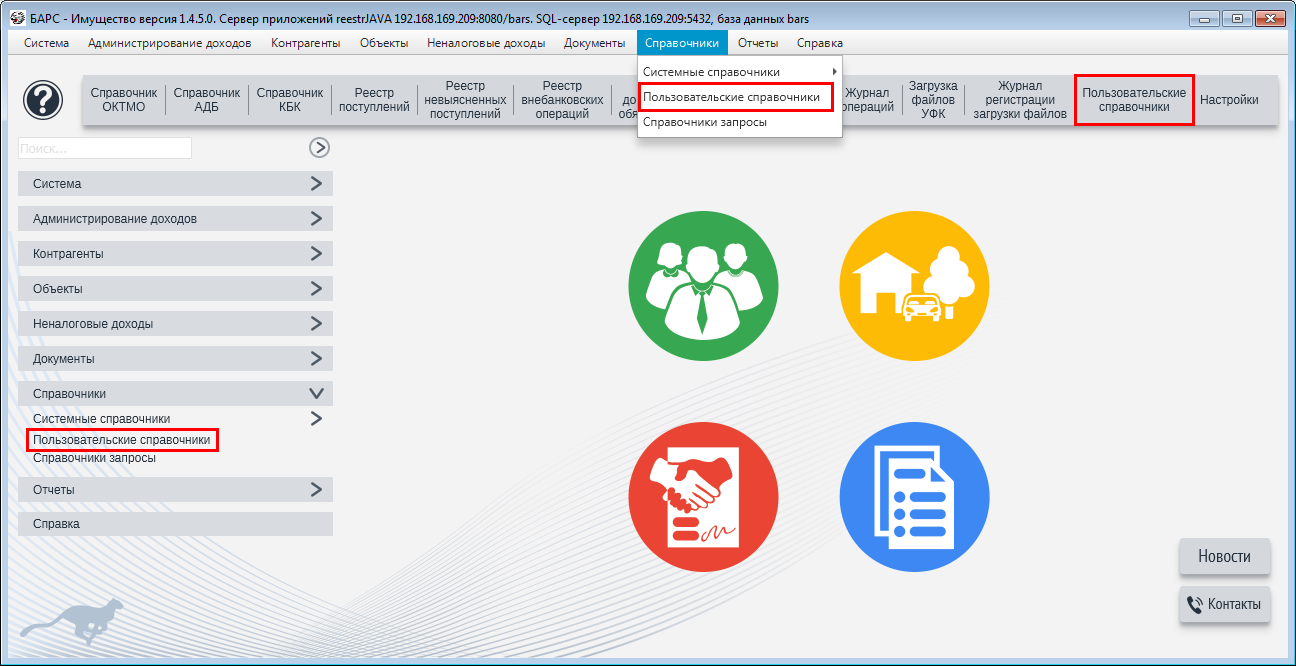 БАРС - Имущество версия 1.4.5.0. Сервер приложений reestrJAVA 192.168.169.209:8080/bars. SQL-сервер 192.168.169.209:5432, база данных bars
Система Администрирование доходов Контрагенты Объекты Неналоговые доходы Документы Справочники Отчеты Справка
Системные справочники
Пользовательские справочники
Справочники запросы
Справочник
ОКТМО
Справочник
АДБ
Справочник
КБК
Реестр
поступлений
Реестр
невыясненных
поступлений
Реестр
внебанковских
операций
Журнал
операций
Загрузка
файлов
УФК
Журнал
регистрации
загрузки файлов
Пользовательские
справочники
Настройки
Поиск...
Система
Администрирование доходов
Контрагенты
Объекты
Неналоговые доходы
Документы
Справочники
Системные справочники
Пользовательские справочники
Справочники запросы
Отчеты
Справка
Новости
Контакты